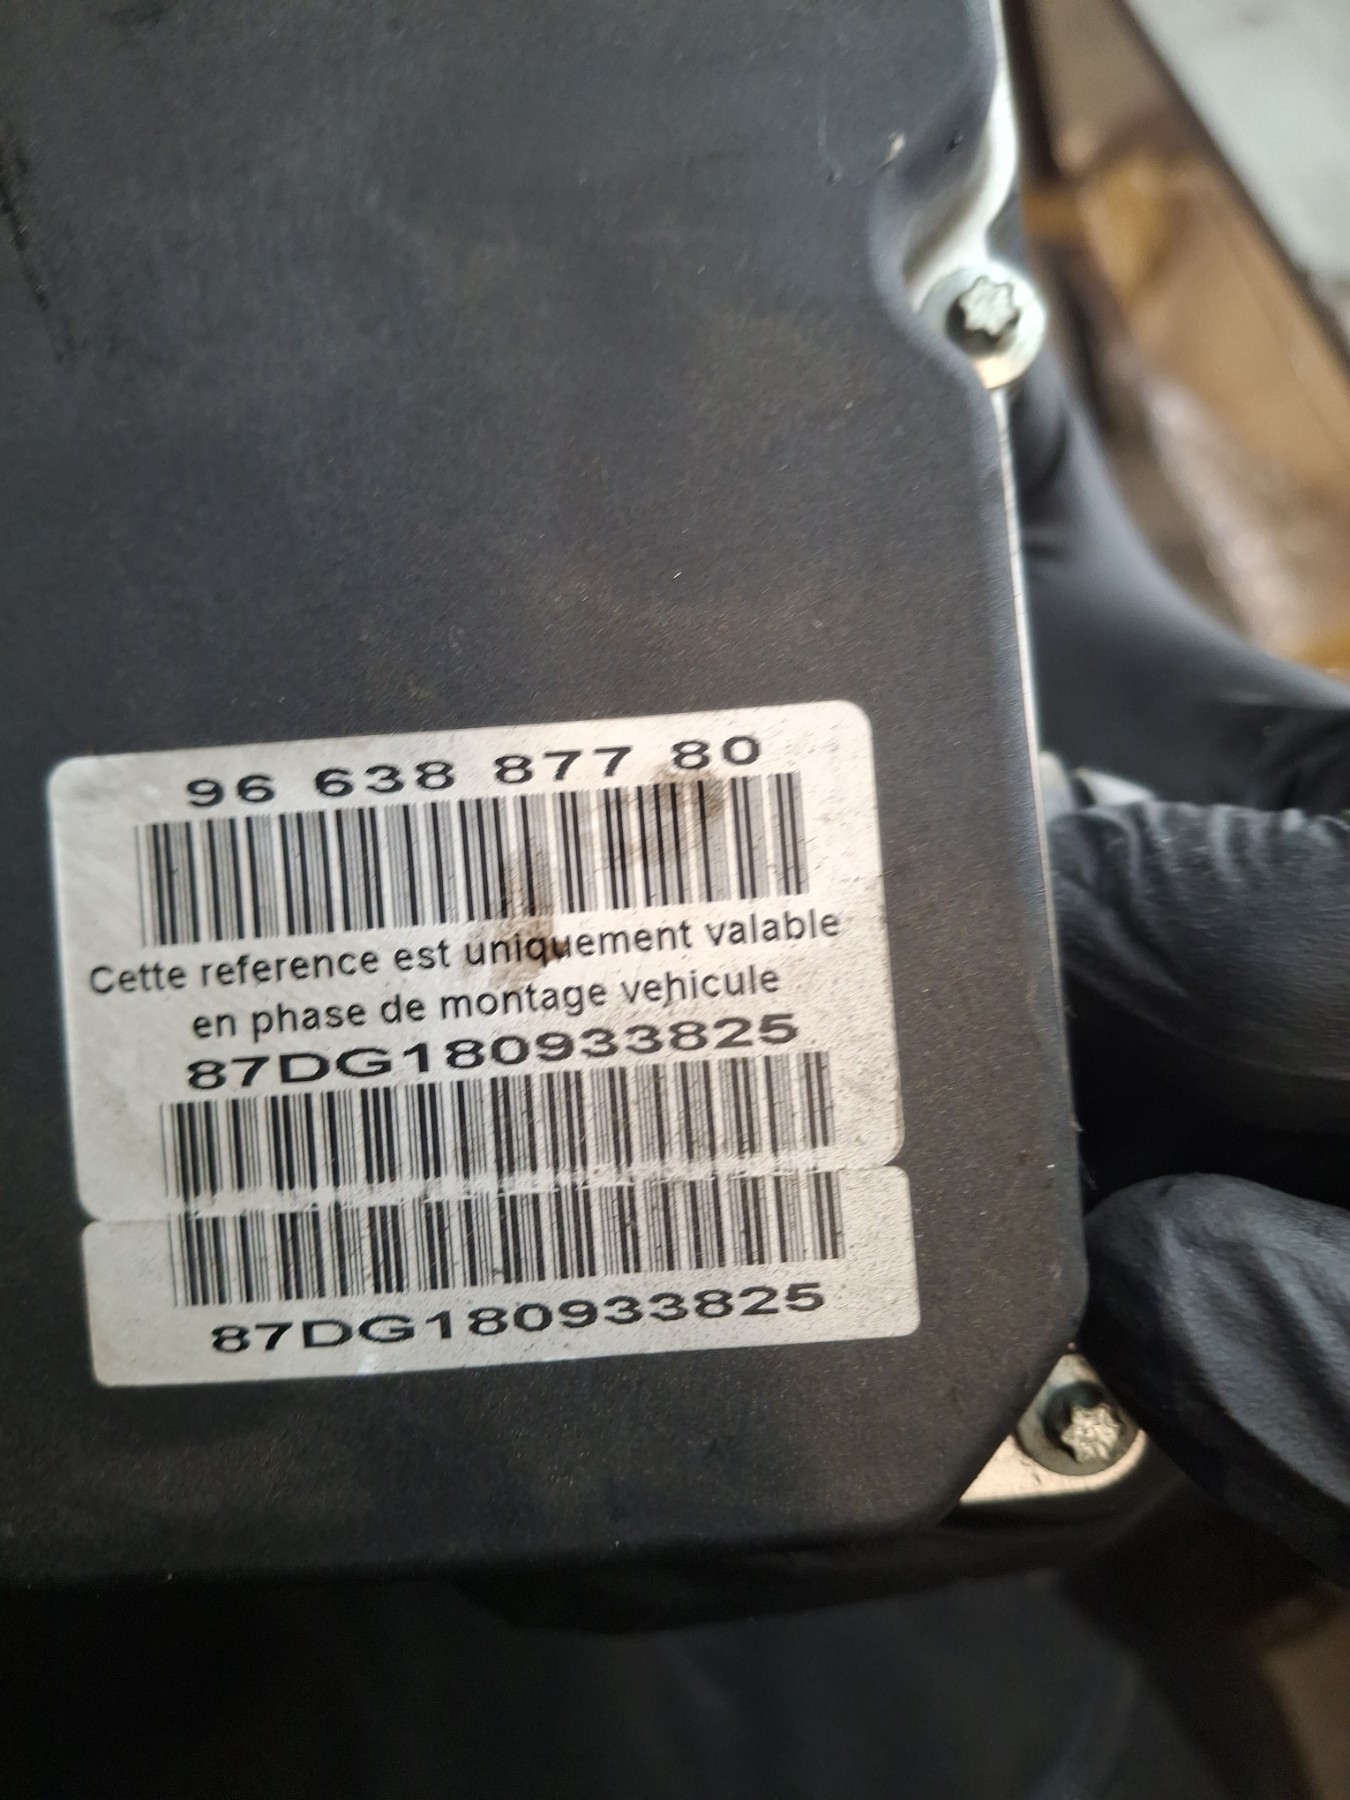 96 638 877 80
Cette reference est uniquement valable
en phase de montage vehicule
87DG180933825
87DG180933825